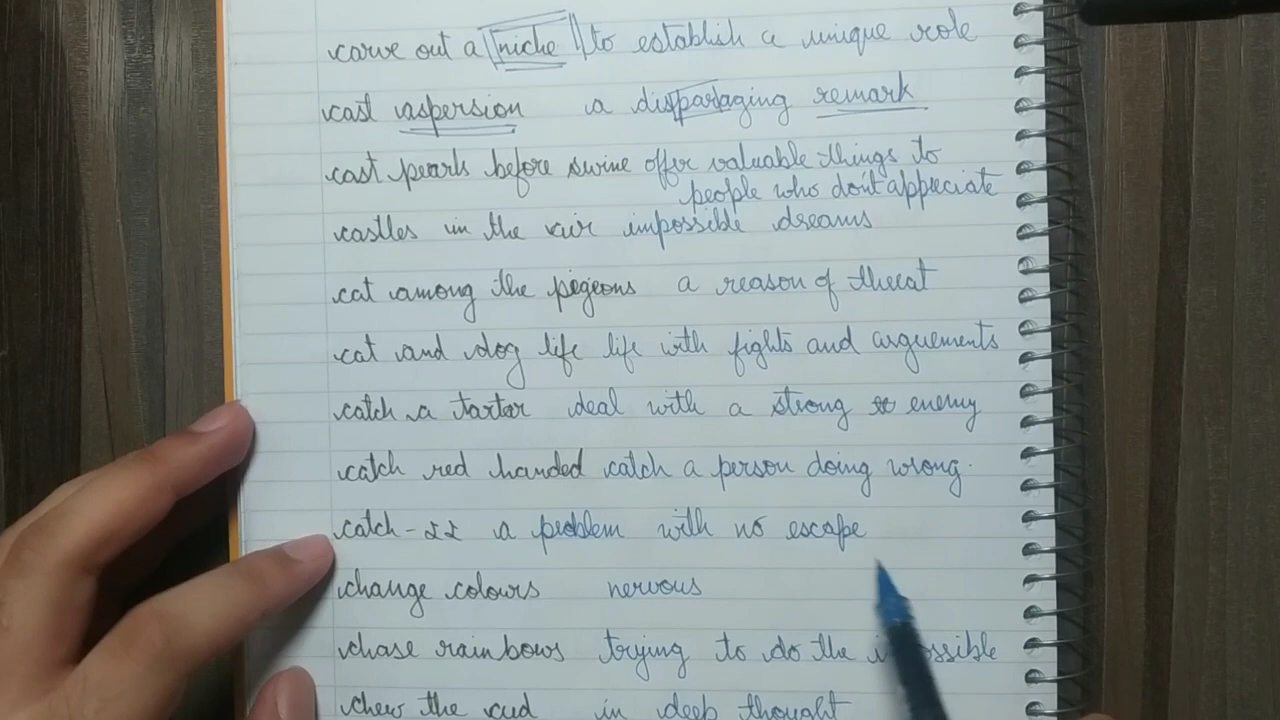 carve out a niche to establish a unique role
cast aspersion a disparaging remark
cast pearls before swine offer valuable things to
people who don't appreciate
castles in the air impossible dreams
cat among the pigeons a reason of threat
cat and dog life life with fights and arguements
catch a tartar deal with a strong enemy
catch red handed catch a person doing wrong.
catch-22 a problem with no escape
change colours nervous
chase rainbows trying to do the
chew the cud in deep thought